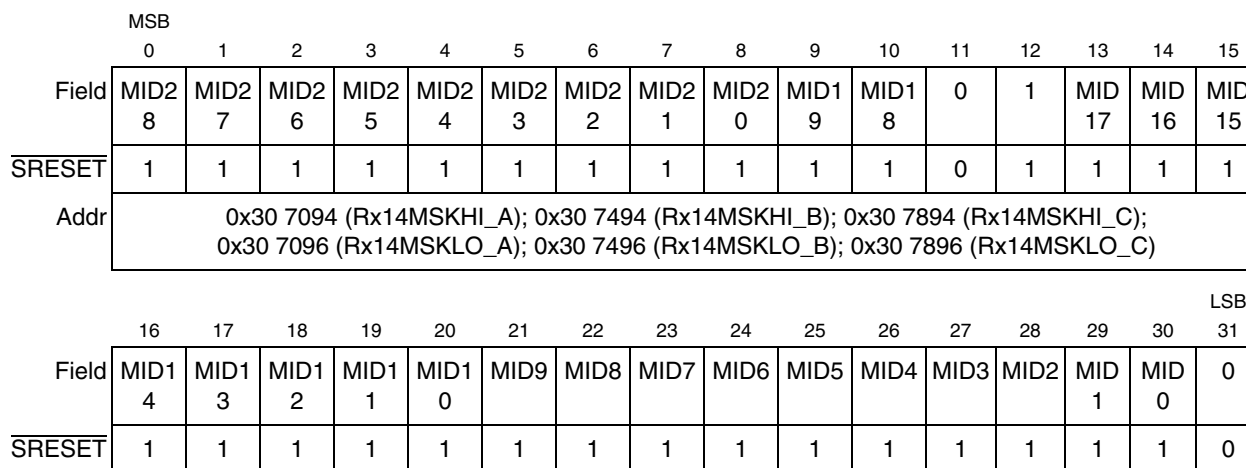 MSB
0 1 2 3 4 5 6 7 8 9 10 11 12 13 14 15
Field MID2 MID2 MID2 MID2 MID2 MID2 MID2 MID2 MID2 MID1 MID1 0 1 MID MID MID
8 7 6 5 4 3 2 1 0 9 8 17 16 15
SRESET 1 1 1 1 1 1 1 1 1 1 1 0 1 1 1 1
Addr 0x30 7094 (Rx14MSKHI_A); 0x30 7494 (Rx14MSKHI_B); 0x30 7894 (Rx14MSKHI_C);
0x30 7096 (Rx14MSKLO_A); 0x30 7496 (Rx14MSKLO_B); 0x30 7896 (Rx14MSKLO_C)
LSB
16 17 18 19 20 21 22 23 24 25 26 27 28 29 30 31
Field MID1 MID1 MID1 MID1 MID1 MID9 MID8 MID7 MID6 MID5 MID4 MID3 MID2 MID MID 0
4 3 2 1 0 1 0
SRESET 1 1 1 1 1 1 1 1 1 1 1 1 1 1 1 0